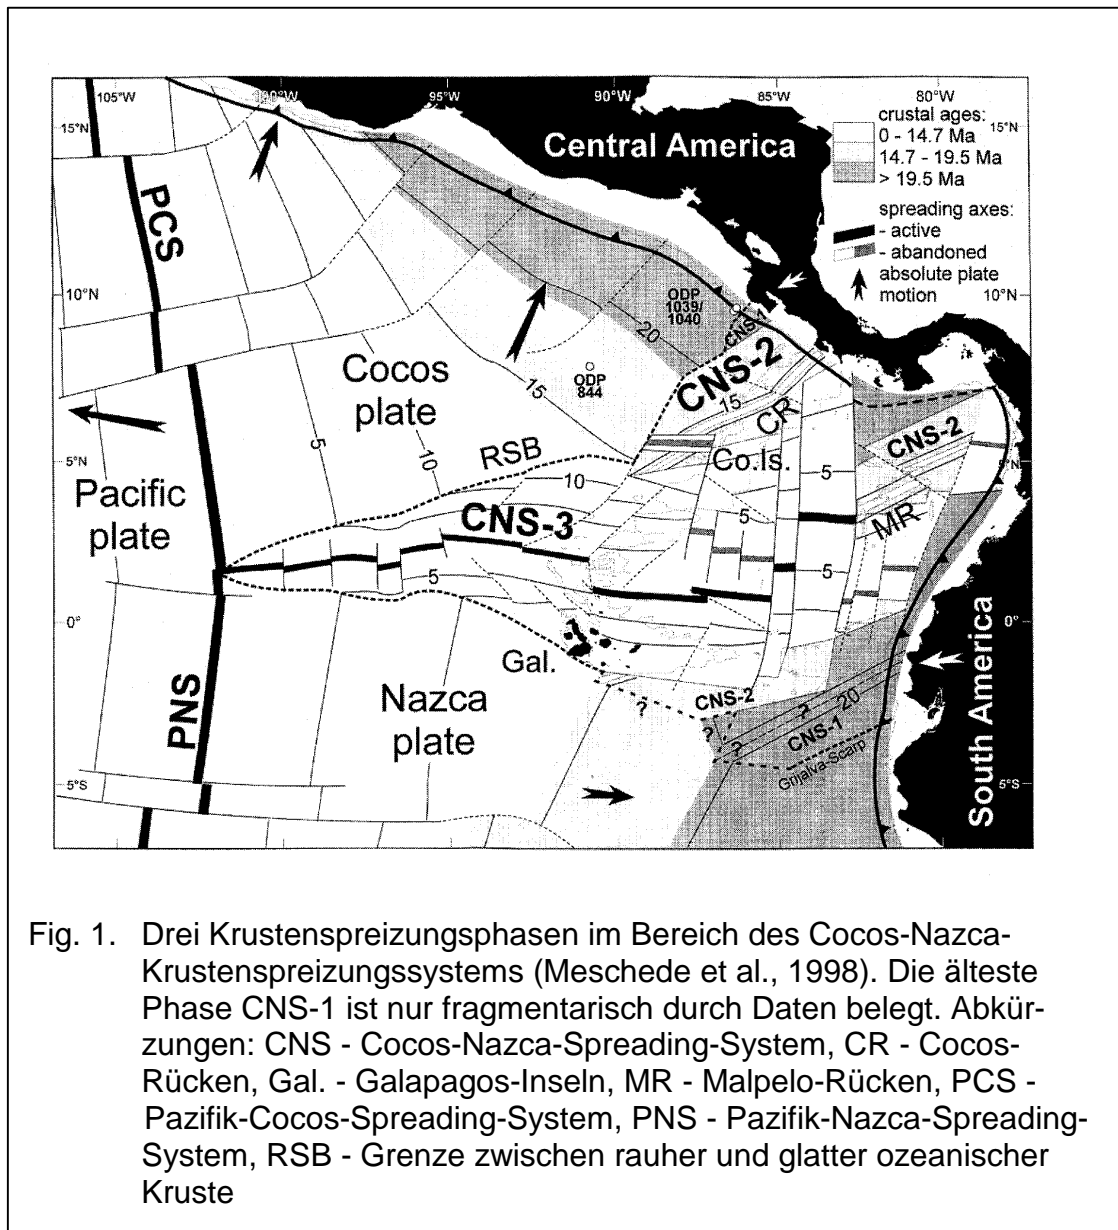 105°W
100°W
95°W
90°W
85°W
80°W
15°N
crustal ages:
15°N
0 - 14.7 Ma
14.7 - 19.5 Ma
> 19.5 Ma
Central America
spreading axes:
- active
- abandoned
absolute plate
motion
PCS
10°N
10°N
ODP
1039/
1040
CNS-1
20
CNS-2
Cocos
plate
ODP
844
15
15
CR
CNS-2
5
10
RSB
Co.Is.
5
5°N
5°N
10
Pacific
plate
CNS-3
5
MR
5
5
0°
0°
Gal.
South America
PNS
Nazca
plate
CNS-2
?
?
?
?
20
CNS-1
Grijalva-Scarp
5°S
5°S
Fig. 1. Drei Krustenspreizungsphasen im Bereich des Cocos-Nazca-
Krustenspreizungssystems (Meschede et al., 1998). Die älteste
Phase CNS-1 ist nur fragmentarisch durch Daten belegt. Abkür-
zungen: CNS - Cocos-Nazca-Spreading-System, CR - Cocos-
Rücken, Gal. - Galapagos-Inseln, MR - Malpelo-Rücken, PCS -
Pazifik-Cocos-Spreading-System, PNS - Pazifik-Nazca-Spreading-
System, RSB - Grenze zwischen rauher und glatter ozeanischer
Kruste